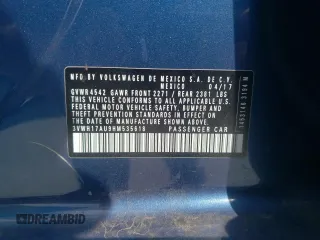 MFD BY VOLKSWAGEN DE MEXICO S.A. DE C.V.
MEXICO 04/17
GVWR 4542 GAWR FRONT 2271 / REAR 2381 LBS
THIS VEHICLE CONFORMS TO ALL APPLICABLE
FEDERAL MOTOR VEHICLE SAFETY, BUMPER
AND THEFT PREVENTION STANDARDS
IN EFFECT ON THE DATE OF
MANUFACTURE SHOWN ABOVE.
3VWH17AU9HM535619 PASSENGER CAR
BIDAMERICA